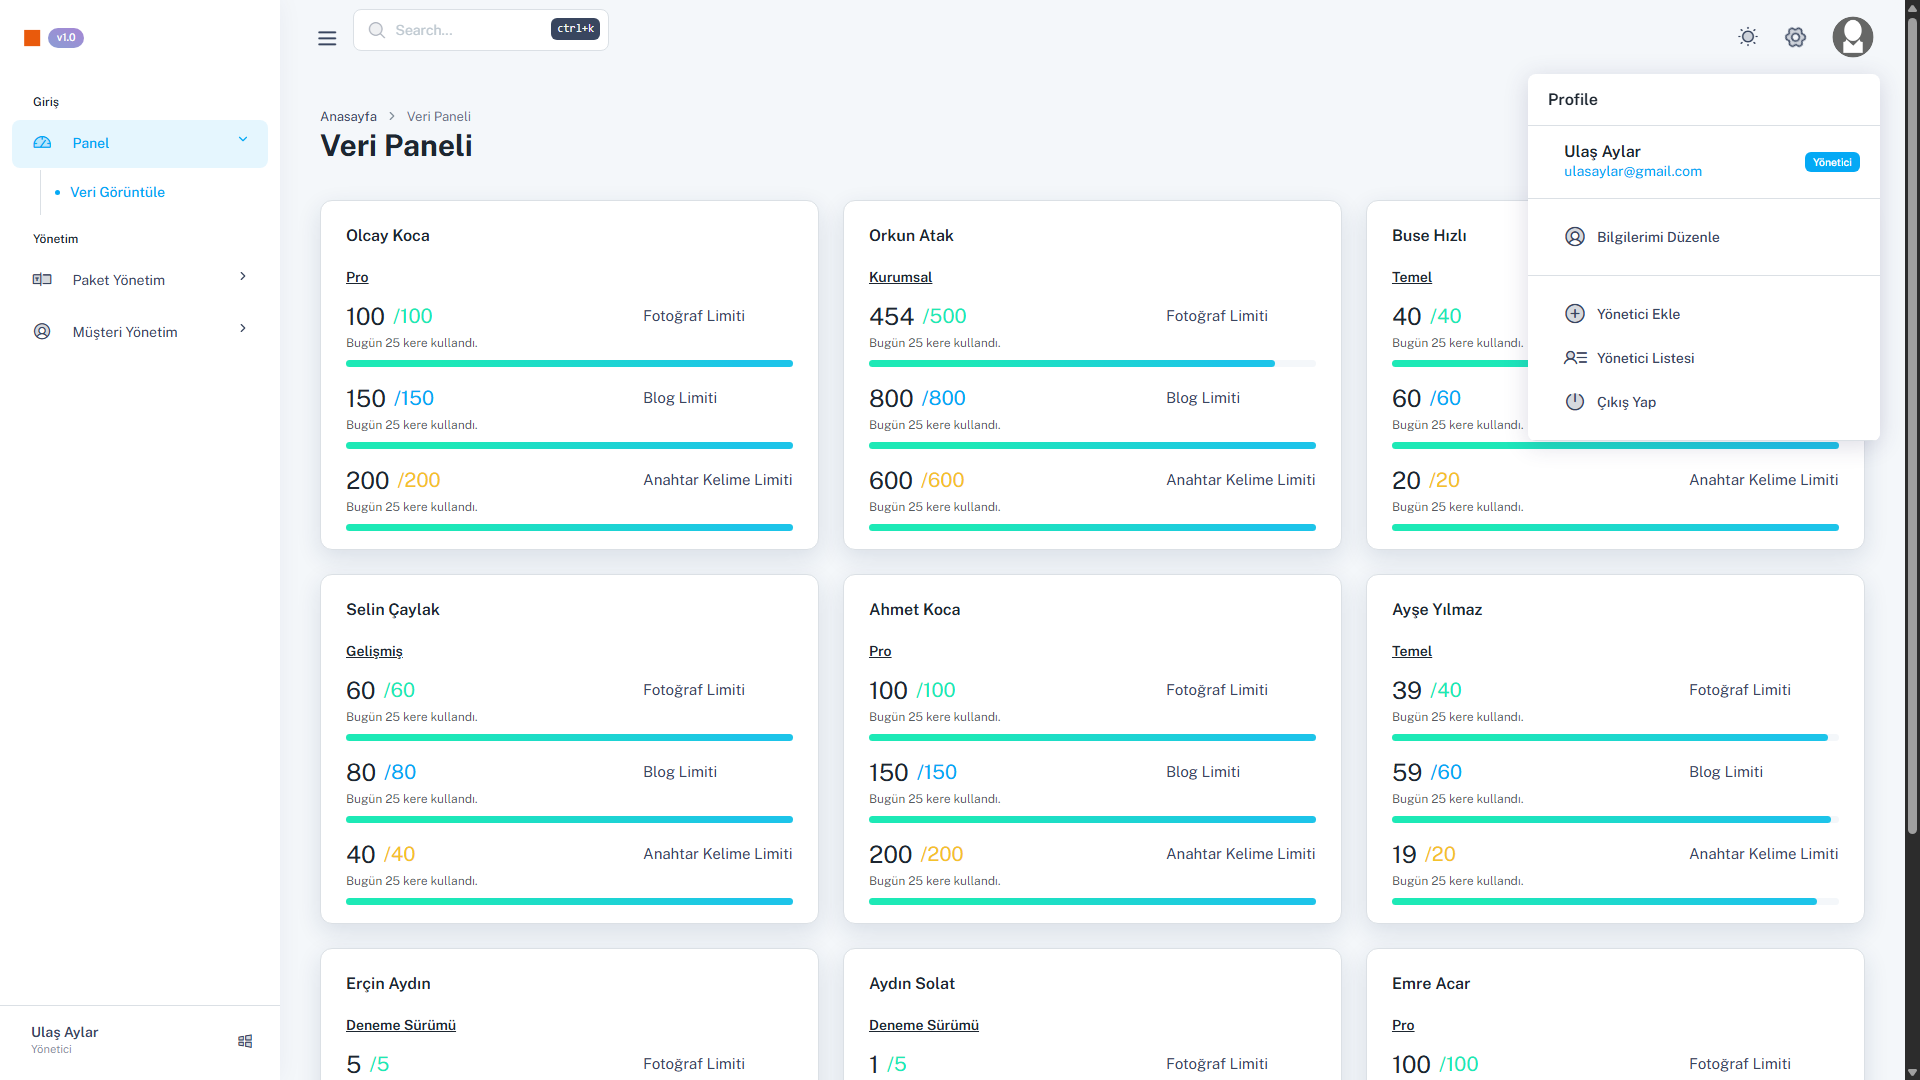 v1.0
Giriş
Panel
Veri Görüntüle
Yönetim
Paket Yönetim
Müşteri Yönetim
Ulaş Aylar
Yönetici
Search...
ctrl+k
Anasayfa > Veri Paneli
Veri Paneli
Profile
Ulaş Aylar
ulasaylar@gmail.com
Yönetici
Bilgilerimi Düzenle
Yönetici Ekle
Yönetici Listesi
Çıkış Yap
Olcay Koca
Pro
100 /100 Fotoğraf Limiti
Bugün 25 kere kullandı.
150 /150 Blog Limiti
Bugün 25 kere kullandı.
200 /200 Anahtar Kelime Limiti
Bugün 25 kere kullandı.
Orkun Atak
Kurumsal
454 /500 Fotoğraf Limiti
Bugün 25 kere kullandı.
800 /800 Blog Limiti
Bugün 25 kere kullandı.
600 /600 Anahtar Kelime Limiti
Bugün 25 kere kullandı.
Buse Hızlı
Temel
40 /40
Bugün 25 kere kullandı.
60 /60
Bugün 25 kere kullandı.
20 /20 Anahtar Kelime Limiti
Bugün 25 kere kullandı.
Selin Çaylak
Gelişmiş
60 /60 Fotoğraf Limiti
Bugün 25 kere kullandı.
80 /80 Blog Limiti
Bugün 25 kere kullandı.
40 /40 Anahtar Kelime Limiti
Bugün 25 kere kullandı.
Ahmet Koca
Pro
100 /100 Fotoğraf Limiti
Bugün 25 kere kullandı.
150 /150 Blog Limiti
Bugün 25 kere kullandı.
200 /200 Anahtar Kelime Limiti
Bugün 25 kere kullandı.
Ayşe Yılmaz
Temel
39 /40 Fotoğraf Limiti
Bugün 25 kere kullandı.
59 /60 Blog Limiti
Bugün 25 kere kullandı.
19 /20 Anahtar Kelime Limiti
Bugün 25 kere kullandı.
Erçin Aydın
Deneme Sürümü
5 /5 Fotoğraf Limiti
Aydın Solat
Deneme Sürümü
1 /5 Fotoğraf Limiti
Emre Acar
Pro
100 /100 Fotoğraf Limiti